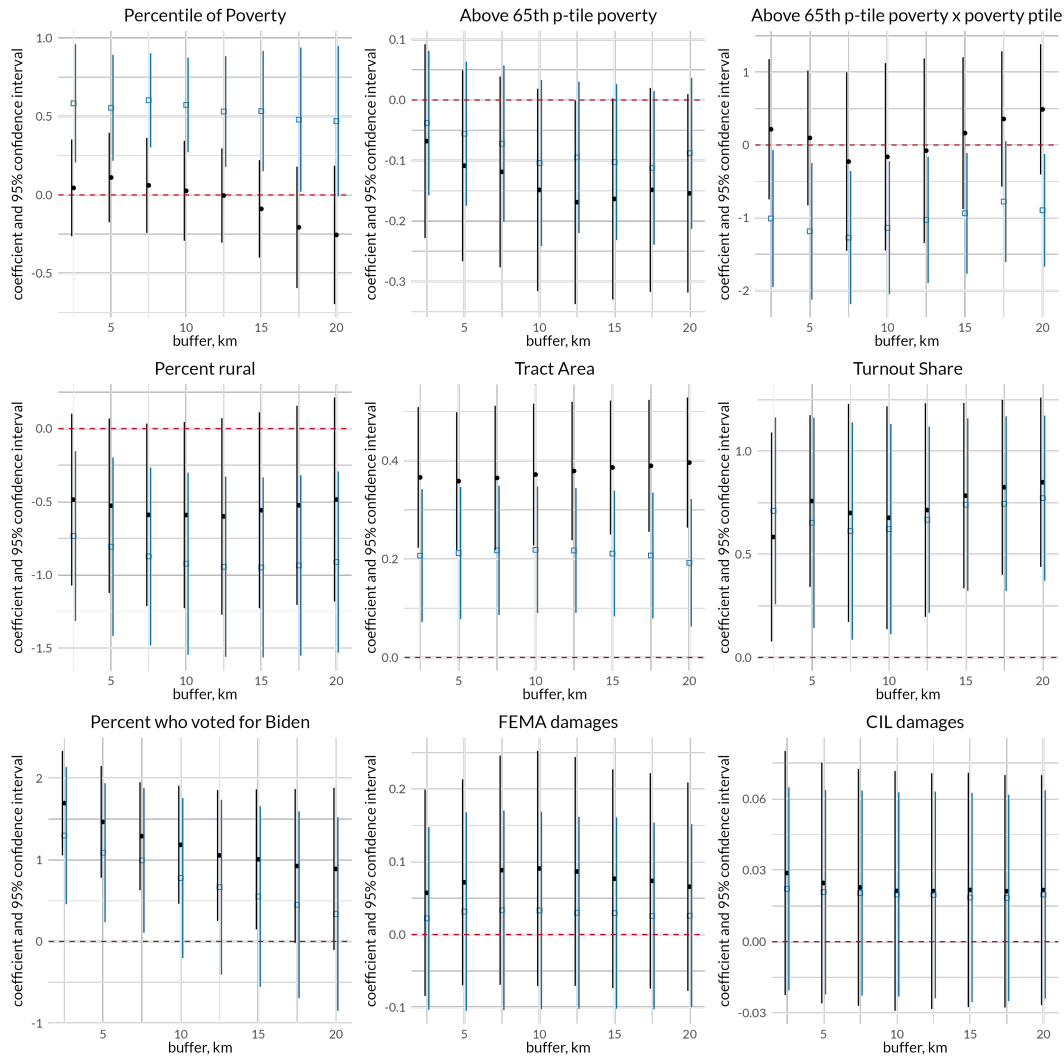 Percentile of Poverty
coefficient and 95% confidence interval
1.0
0.5
0.0
-0.5
5 10 15 20
buffer, km
Above 65th p-tile poverty
coefficient and 95% confidence interval
0.1
0.0
-0.1
-0.2
-0.3
5 10 15 20
buffer, km
Above 65th p-tile poverty x poverty ptile
coefficient and 95% confidence interval
1
0
-1
-2
5 10 15 20
buffer, km
Percent rural
coefficient and 95% confidence interval
0.0
-0.5
-1.0
-1.5
5 10 15 20
buffer, km
Tract Area
coefficient and 95% confidence interval
0.4
0.2
0.0
5 10 15 20
buffer, km
Turnout Share
coefficient and 95% confidence interval
1.0
0.5
0.0
5 10 15 20
buffer, km
Percent who voted for Biden
coefficient and 95% confidence interval
2
1
0
-1
5 10 15 20
buffer, km
FEMA damages
coefficient and 95% confidence interval
0.2
0.1
0.0
-0.1
5 10 15 20
buffer, km
CIL damages
coefficient and 95% confidence interval
0.06
0.03
0.00
-0.03
5 10 15 20
buffer, km